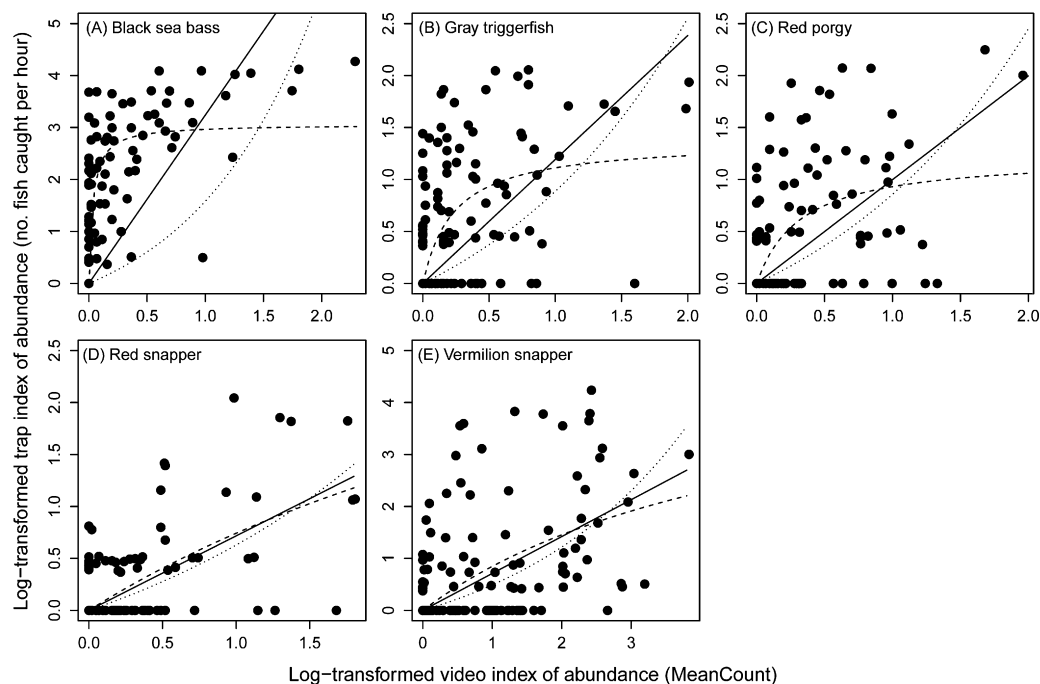 (A) Black sea bass
(B) Gray triggerfish
(C) Red porgy
0 1 2 3 4 5
0.0 0.5 1.0 1.5 2.0
0.0 0.5 1.0 1.5 2.0 2.5
0.0 0.5 1.0 1.5 2.0
0.0 0.5 1.0 1.5 2.0 2.5
0.0 0.5 1.0 1.5 2.0
(D) Red snapper
(E) Vermilion snapper
0.0 0.5 1.0 1.5 2.0 2.5
0.0 0.5 1.0 1.5
0 1 2 3 4 5
0 1 2 3
Log−transformed trap index of abundance (no. fish caught per hour)
Log−transformed video index of abundance (MeanCount)